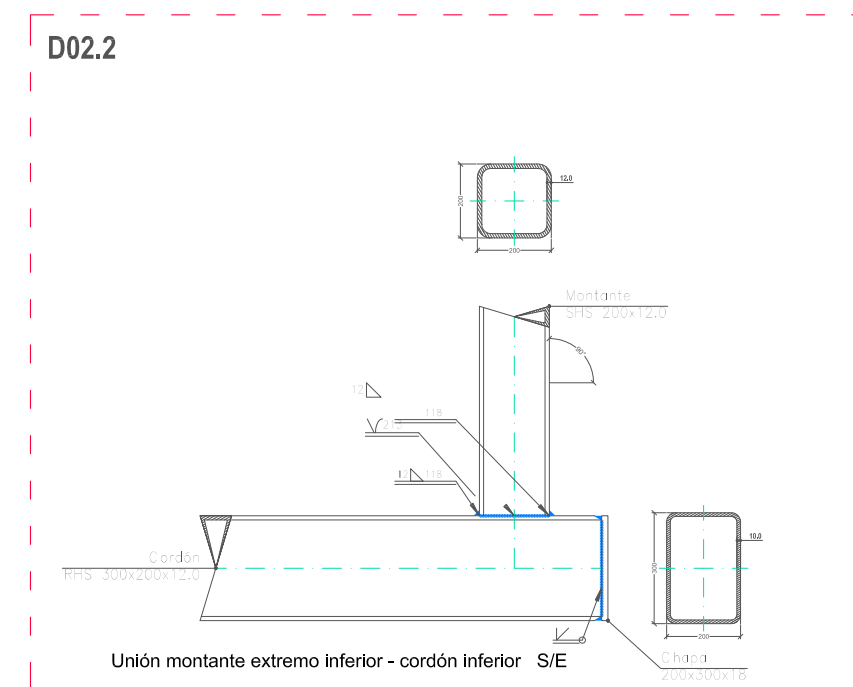 D02.2
12.0
200
200
Montante
SHS 200x12.0
90°
12
118
12 118
10.0
300
200
Cordón
RHS 300x200x12.0
Unión montante extremo inferior - cordón inferior S/E
Chapa
200x300x18